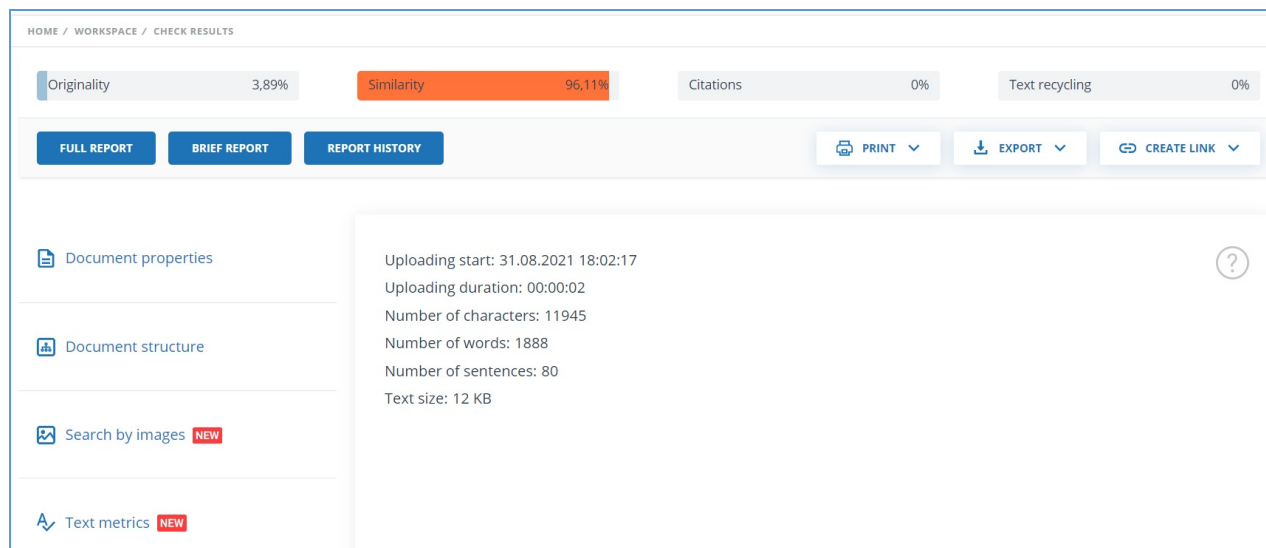 HOME / WORKSPACE / CHECK RESULTS
Originality 3,89% Similarity 96,11% Citations 0% Text recycling 0%
FULL REPORT BRIEF REPORT REPORT HISTORY PRINT EXPORT CREATE LINK
Document properties
Document structure
Search by images NEW
Text metrics NEW
Uploading start: 31.08.2021 18:02:17
Uploading duration: 00:00:02
Number of characters: 11945
Number of words: 1888
Number of sentences: 80
Text size: 12 KB
?